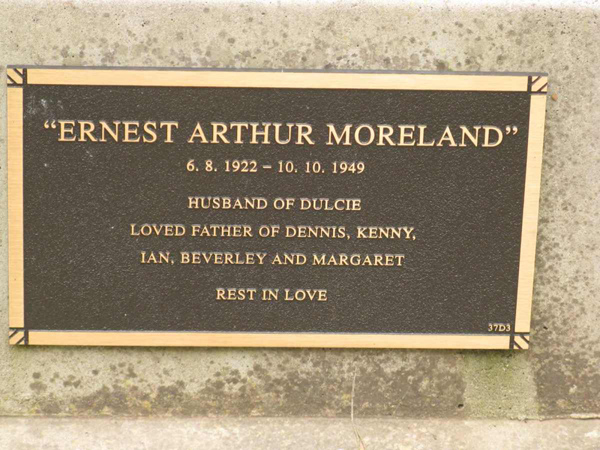 “ERNEST ARTHUR MORELAND”
6. 8. 1922 – 10. 10. 1949
HUSBAND OF DULCIE
LOVED FATHER OF DENNIS, KENNY,
IAN, BEVERLEY AND MARGARET
REST IN LOVE
37D3